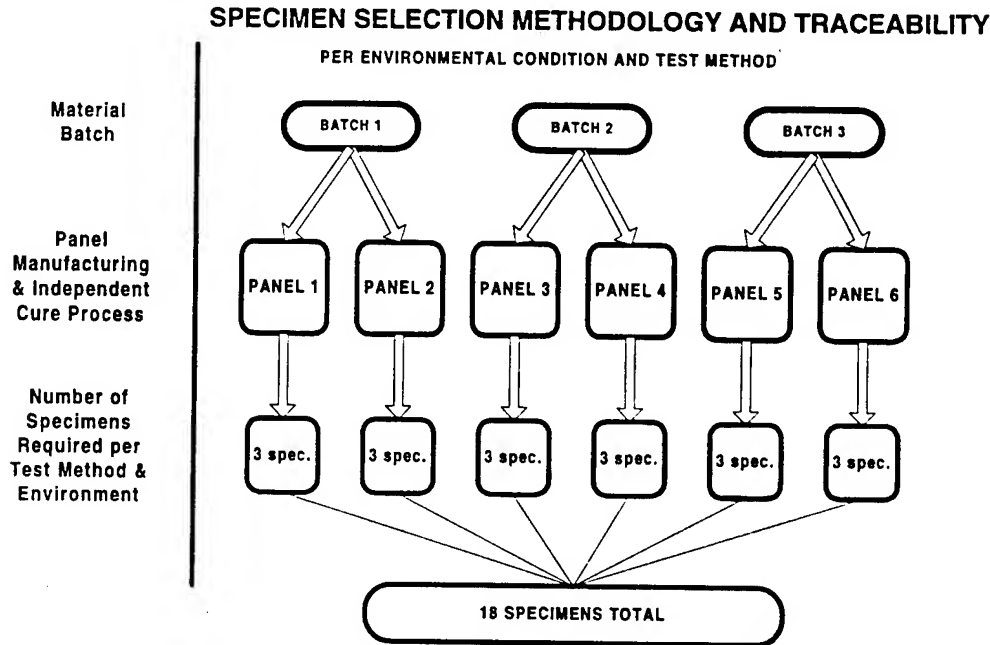 SPECIMEN SELECTION METHODOLOGY AND TRACEABILITY
PER ENVIRONMENTAL CONDITION AND TEST METHOD
Material
Batch
BATCH 1
BATCH 2
BATCH 3
Panel
Manufacturing
& Independent
Cure Process
PANEL 1
PANEL 2
PANEL 3
PANEL 4
PANEL 5
PANEL 6
Number of
Specimens
Required per
Test Method &
Environment
3 spec.
3 spec.
3 spec.
3 spec.
3 spec.
3 spec.
18 SPECIMENS TOTAL